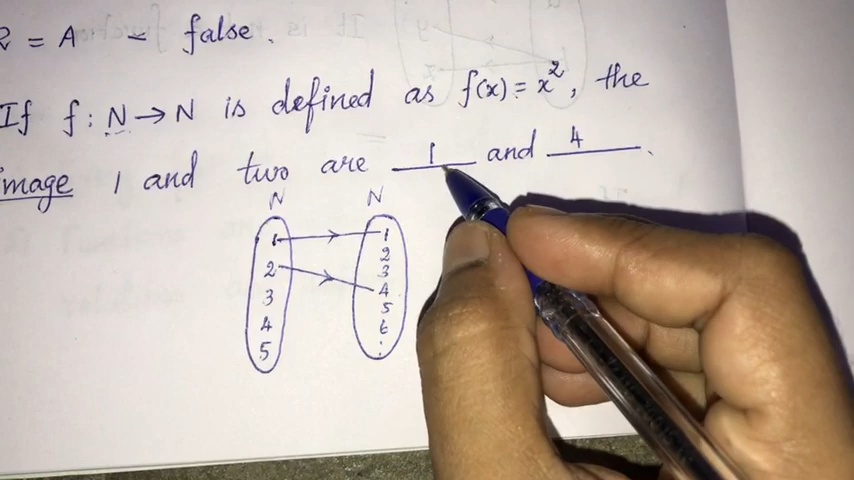 = A – false.
If f : N → N is defined as f(x) = x², the
image 1 and two are 1 and 4.
N N
1 1
2 2
3 3
4 4
5 5
6
.